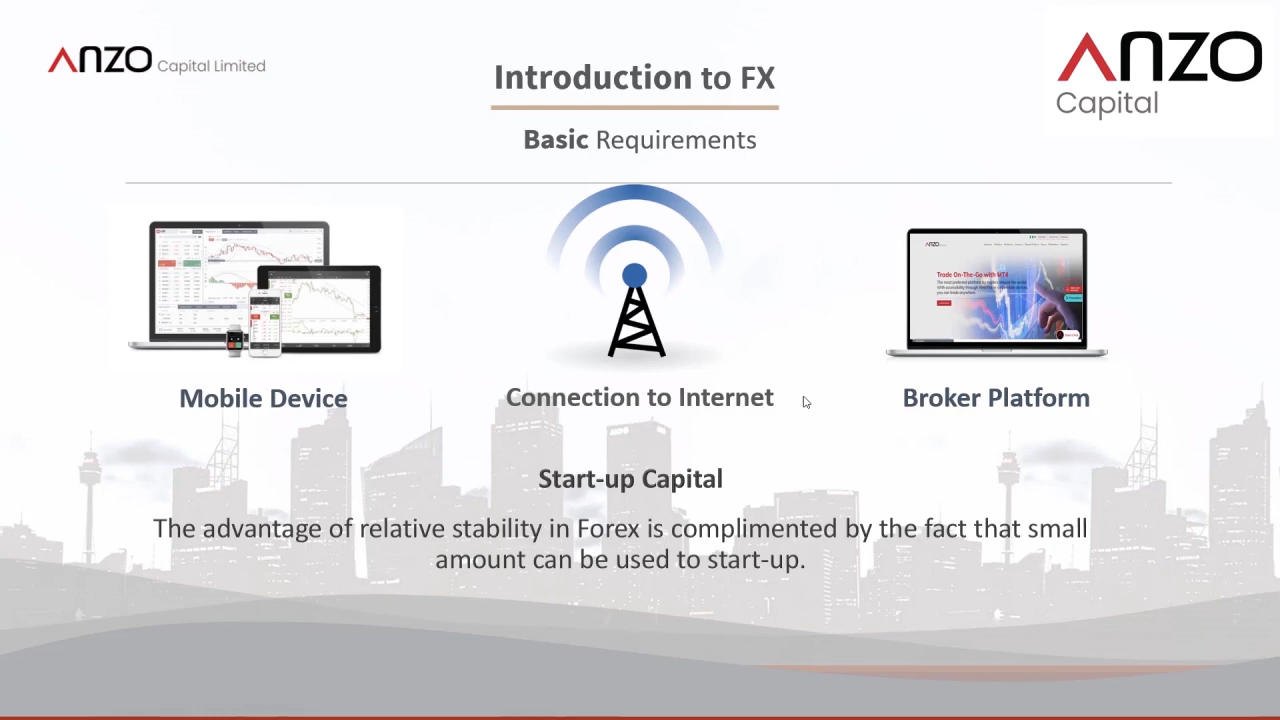 ANZO Capital Limited
ANZO
Capital
Introduction to FX
Basic Requirements
Trade On-The-Go with MT4
Mobile Device
Connection to Internet
Broker Platform
Start-up Capital
The advantage of relative stability in Forex is complimented by the fact that small
amount can be used to start-up.